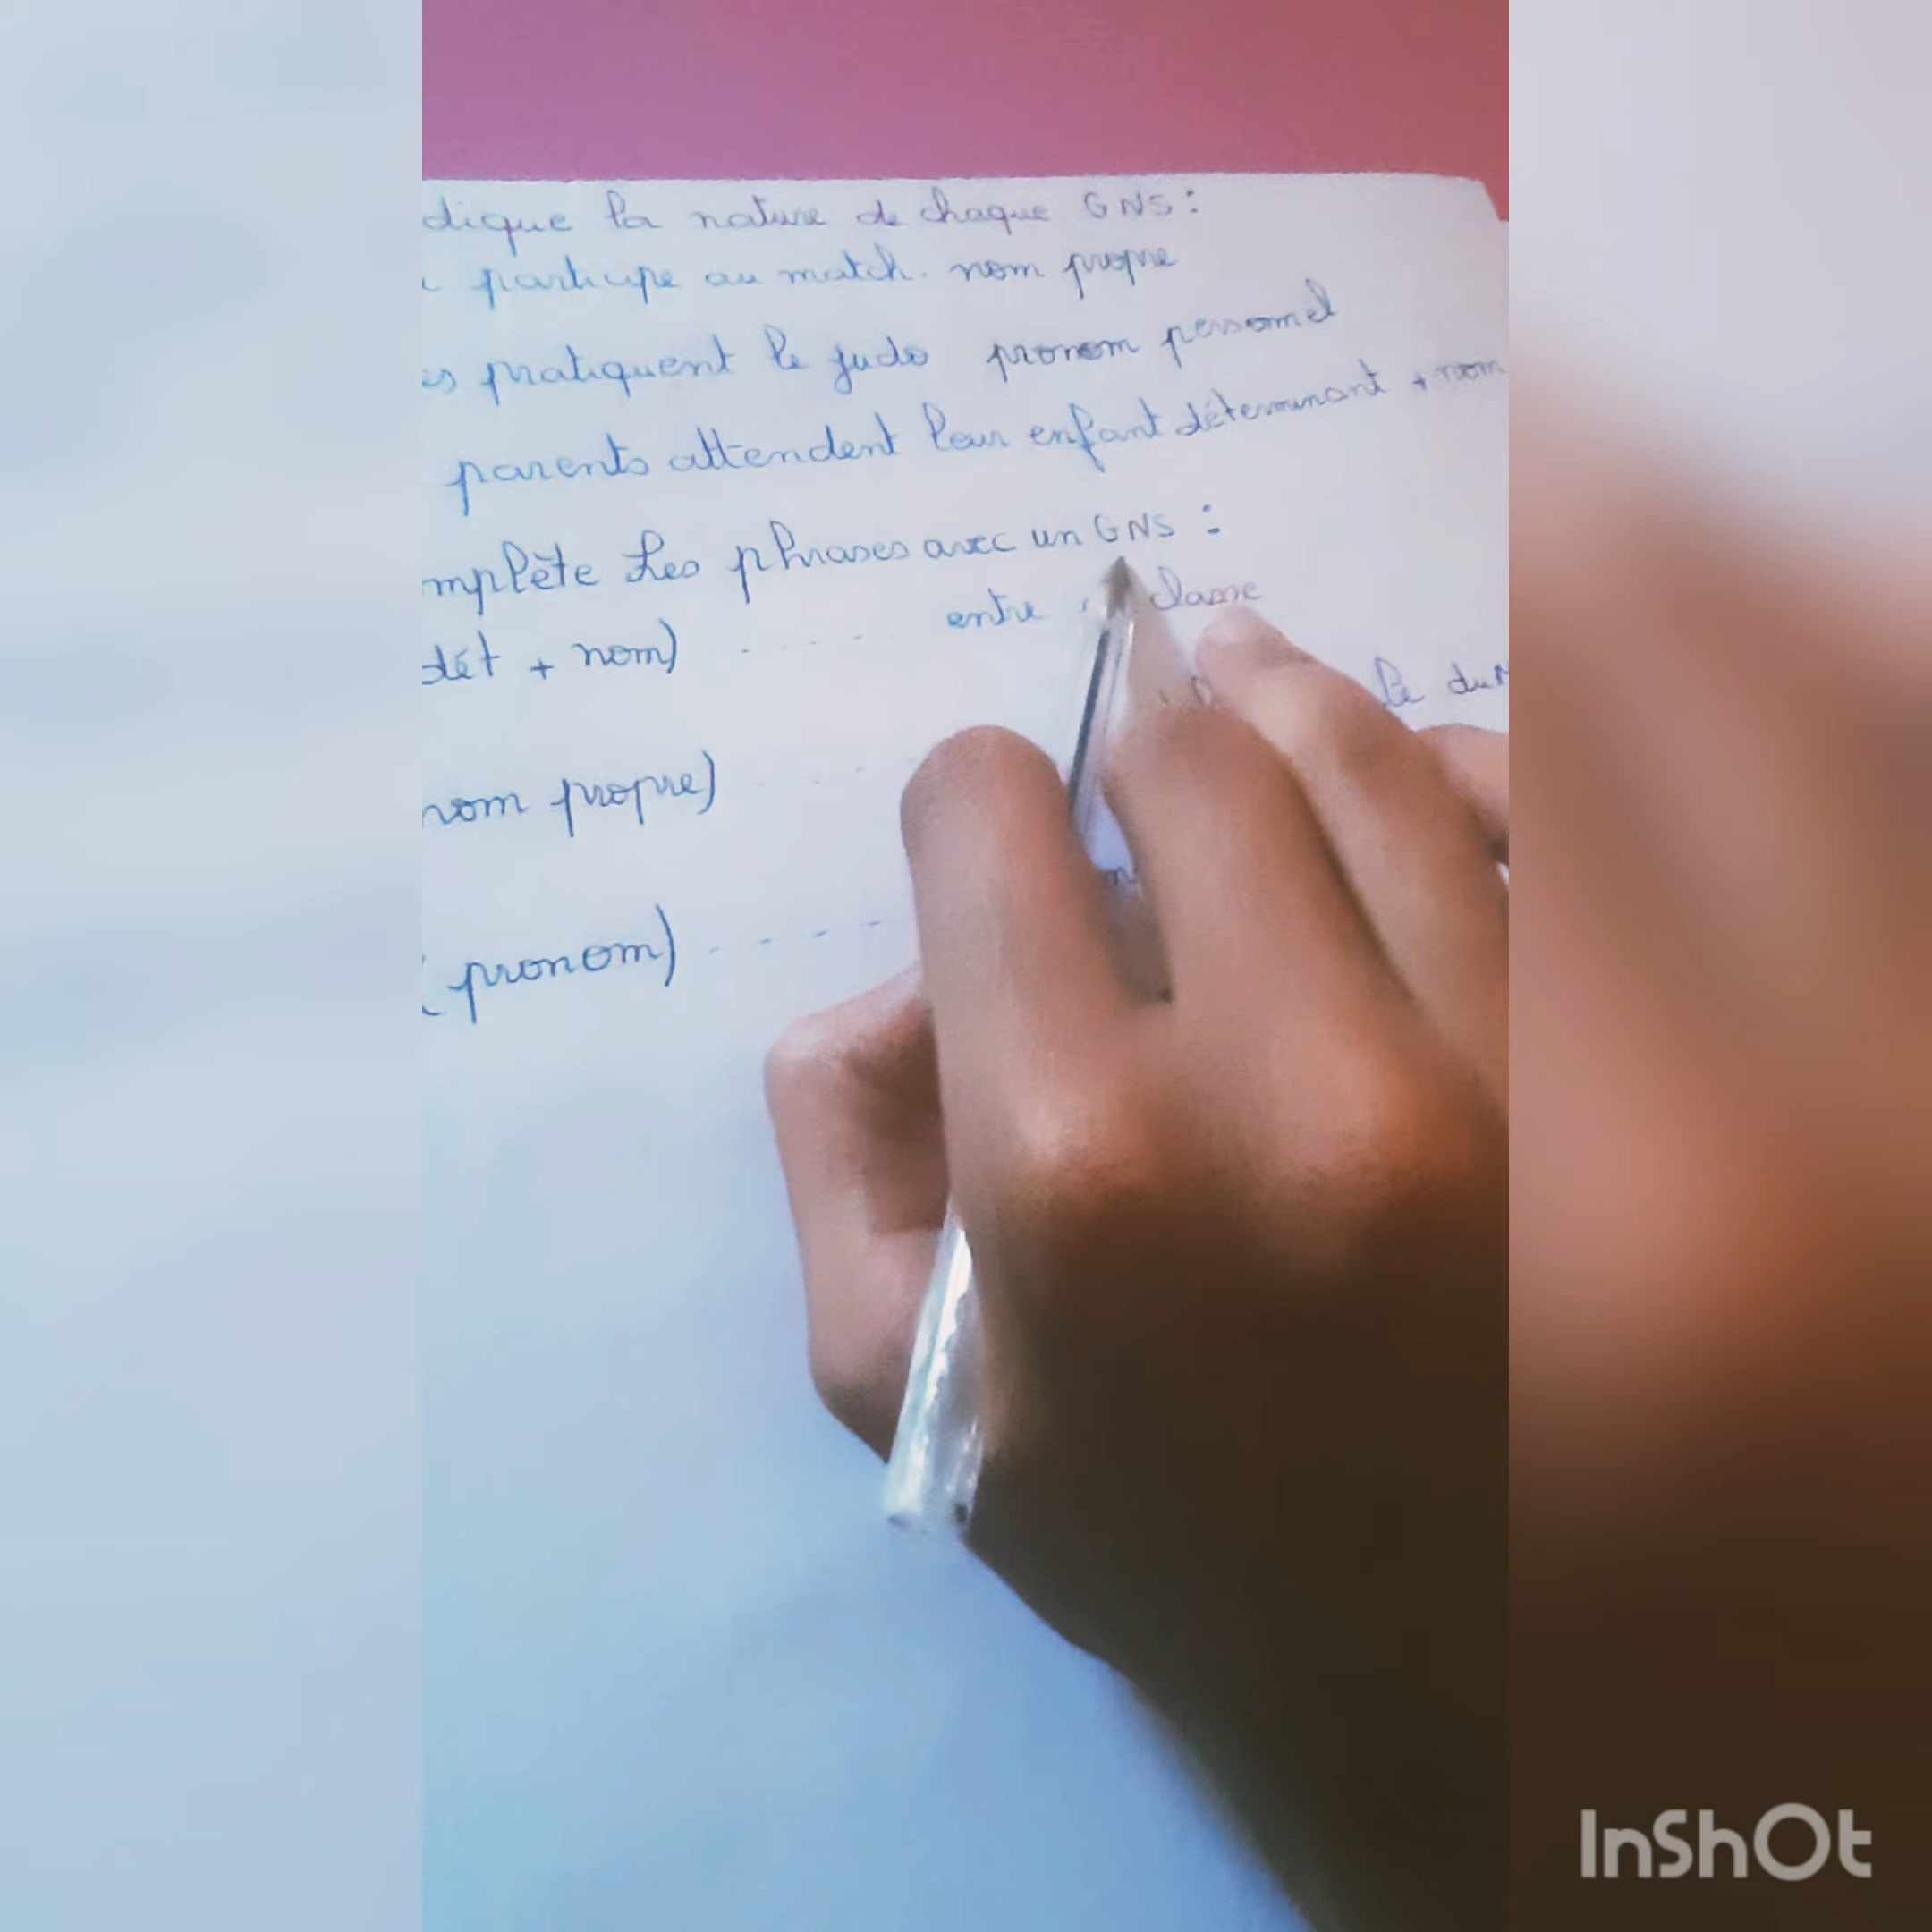 dique la nature de chaque GNS :
participe au match. nom propre
es pratiquent le judo pronom personnel
parents attendent leur enfant déterminant + nom
mplète Les phrases avec un GNS :
dét + nom) ..... entre classe
nom propre) .... le
(pronom) ----
InShOt